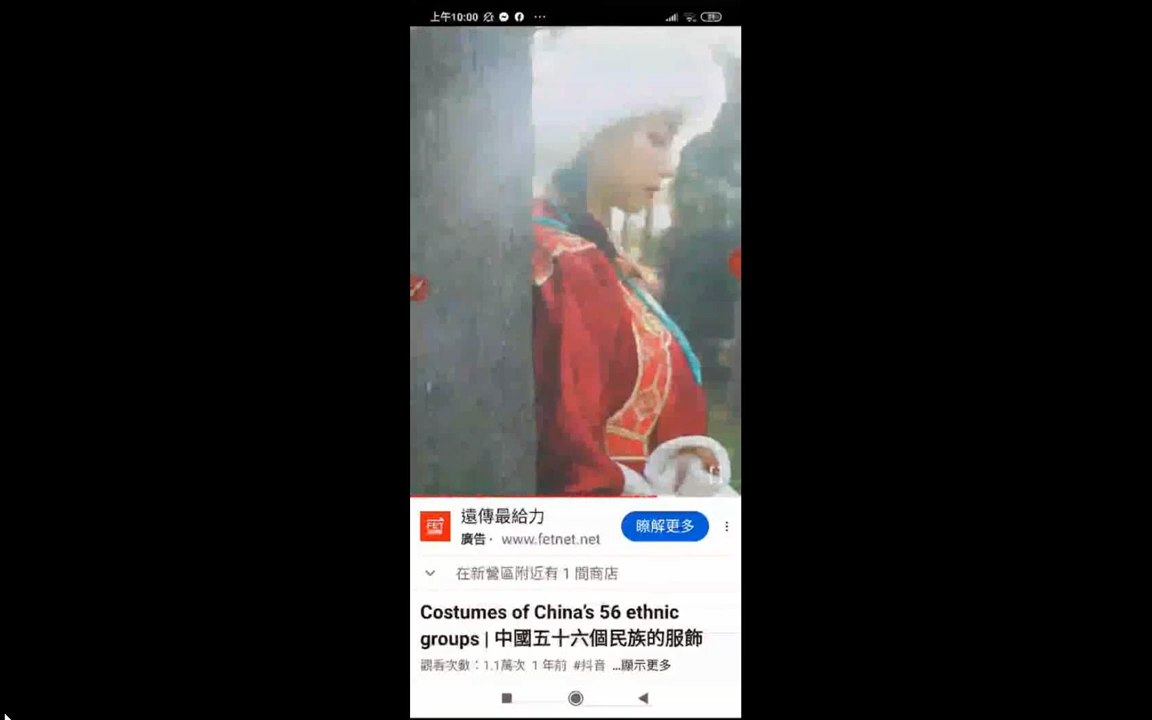 上午10:00 ...
遠傳最給力
FET
瞭解更多
廣告 · www.fetnet.net
在新營區附近有 1 間商店
Costumes of China's 56 ethnic
groups | 中國五十六個民族的服飾
觀看次數：1.1萬次 1 年前 #抖音 ...顯示更多